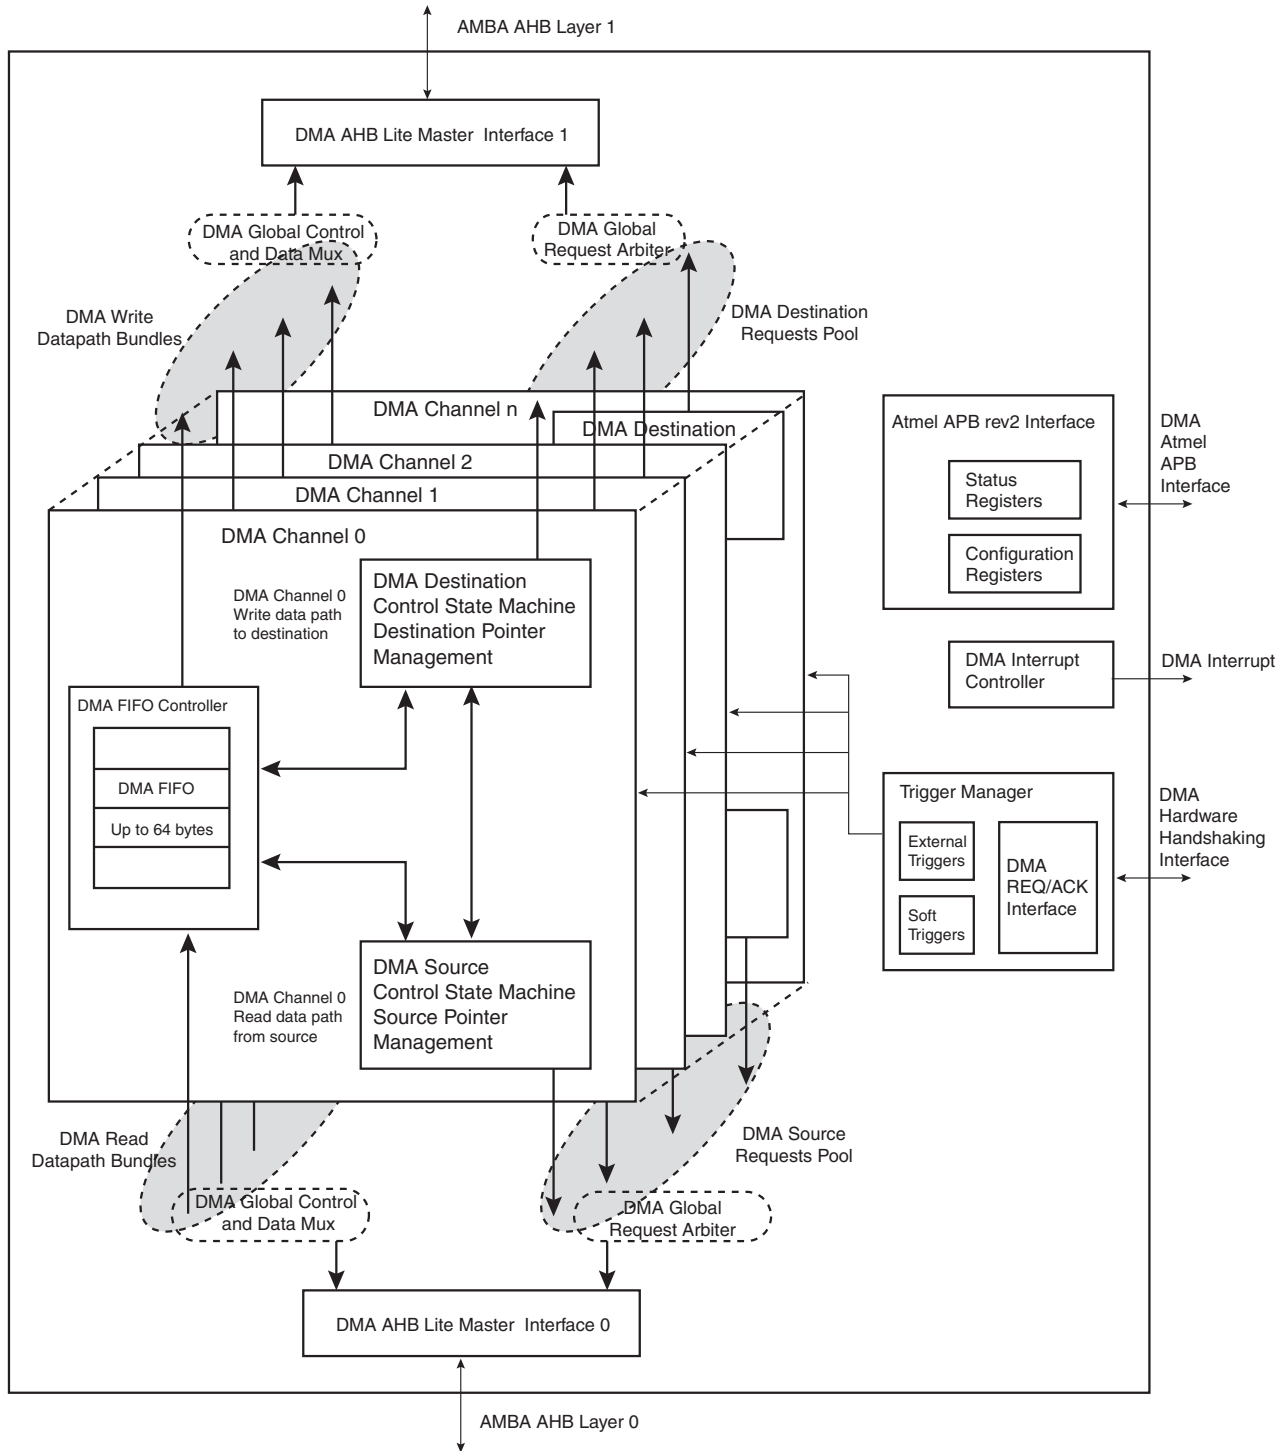 AMBA AHB Layer 1
DMA AHB Lite Master Interface 1
DMA Global Control
and Data Mux
DMA Global
Request Arbiter
DMA Write
Datapath Bundles
DMA Destination
Requests Pool
DMA Channel n
DMA Destination
DMA Channel 2
DMA Channel 1
DMA Channel 0
Atmel APB rev2 Interface
Status
Registers
Configuration
Registers
DMA
Atmel
APB
Interface
DMA Channel 0
Write data path
to destination
DMA Destination
Control State Machine
Destination Pointer
Management
DMA Interrupt
Controller
DMA Interrupt
DMA FIFO Controller
DMA FIFO
Up to 64 bytes
Trigger Manager
External
Triggers
Soft
Triggers
DMA
REQ/ACK
Interface
DMA
Hardware
Handshaking
Interface
DMA Channel 0
Read data path
from source
DMA Source
Control State Machine
Source Pointer
Management
DMA Read
Datapath Bundles
DMA Source
Requests Pool
DMA Global Control
and Data Mux
DMA Global
Request Arbiter
DMA AHB Lite Master Interface 0
AMBA AHB Layer 0